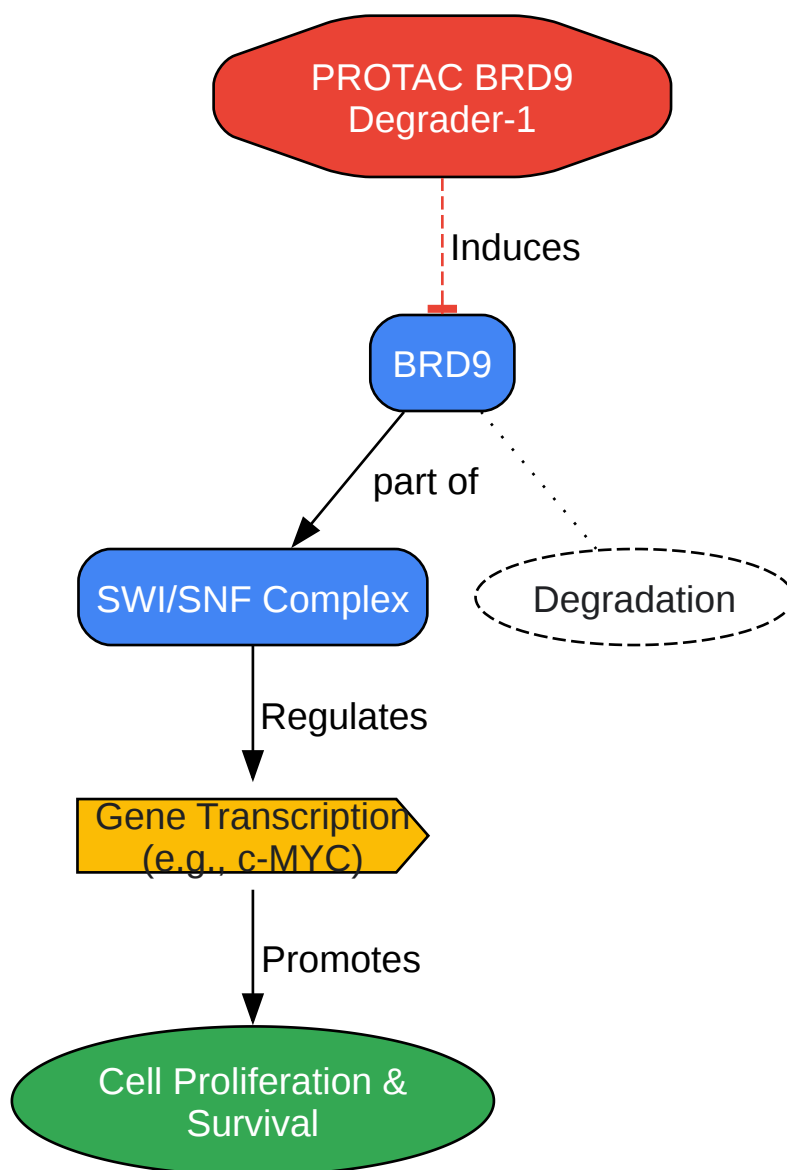 PROTAC BRD9
Degrader-1
Induces
BRD9
part of
SWI/SNF Complex
Degradation
Regulates
Gene Transcription
(e.g., c-MYC)
Promotes
Cell Proliferation &
Survival